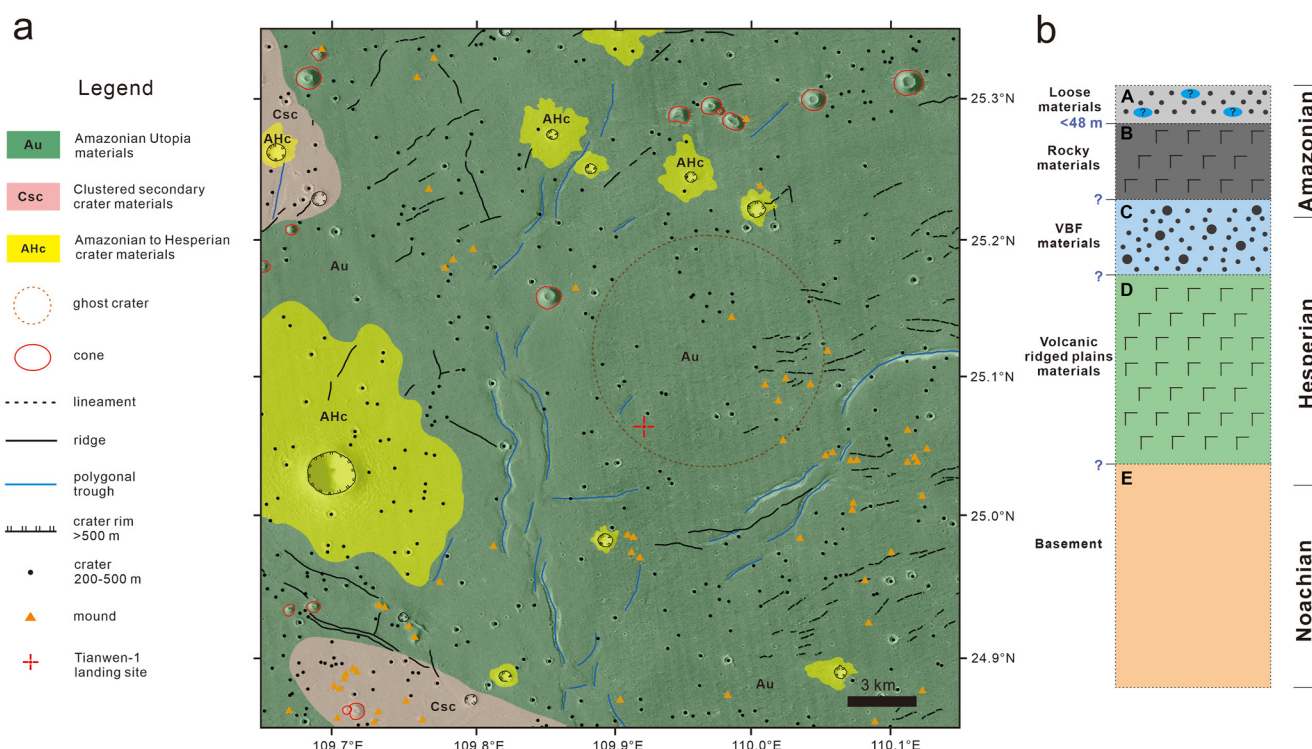 a
Legend
Au
Amazonian Utopia
materials
Csc
Clustered secondary
crater materials
AHc
Amazonian to Hesperian
crater materials
ghost crater
cone
lineament
ridge
polygonal
trough
crater rim
>500 m
crater
200-500 m
mound
Tianwen-1
landing site
Csc
AHc
AHc
AHc
Au
Au
AHc
Csc
Au
3 km
25.3°N
25.2°N
25.1°N
25.0°N
24.9°N
109.7°E
109.8°E
109.9°E
110.0°E
110.1°E
b
Loose
materials
<48 m
Rocky
materials
?
VBF
materials
?
Volcanic
ridged plains
materials
?
Basement
A
?
?
?
B
C
D
E
Amazonian
Hesperian
Noachian